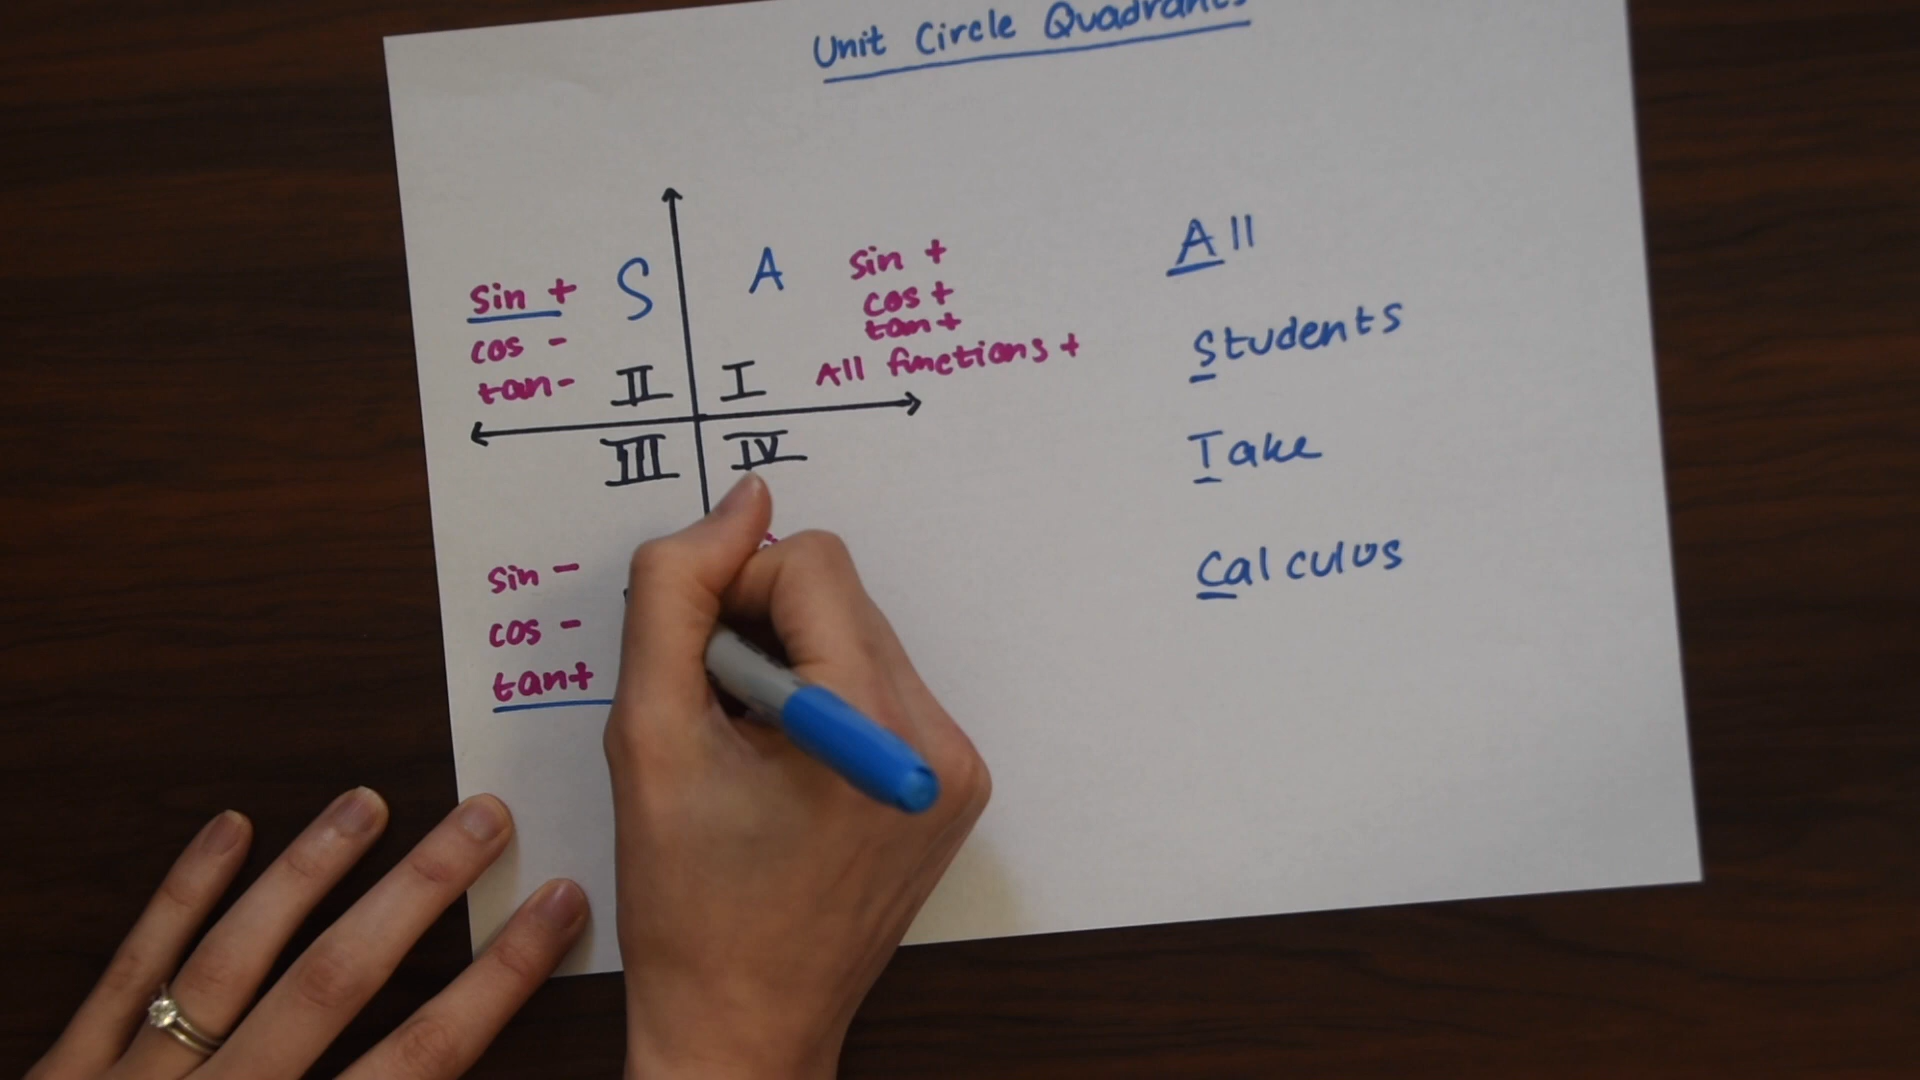 Unit Circle Quadrants
S
A
sin +
cos -
tan-
sin +
cos +
tan+
All functions +
II
I
III
IV
sin -
cos -
tan+
All
Students
Take
Calculus